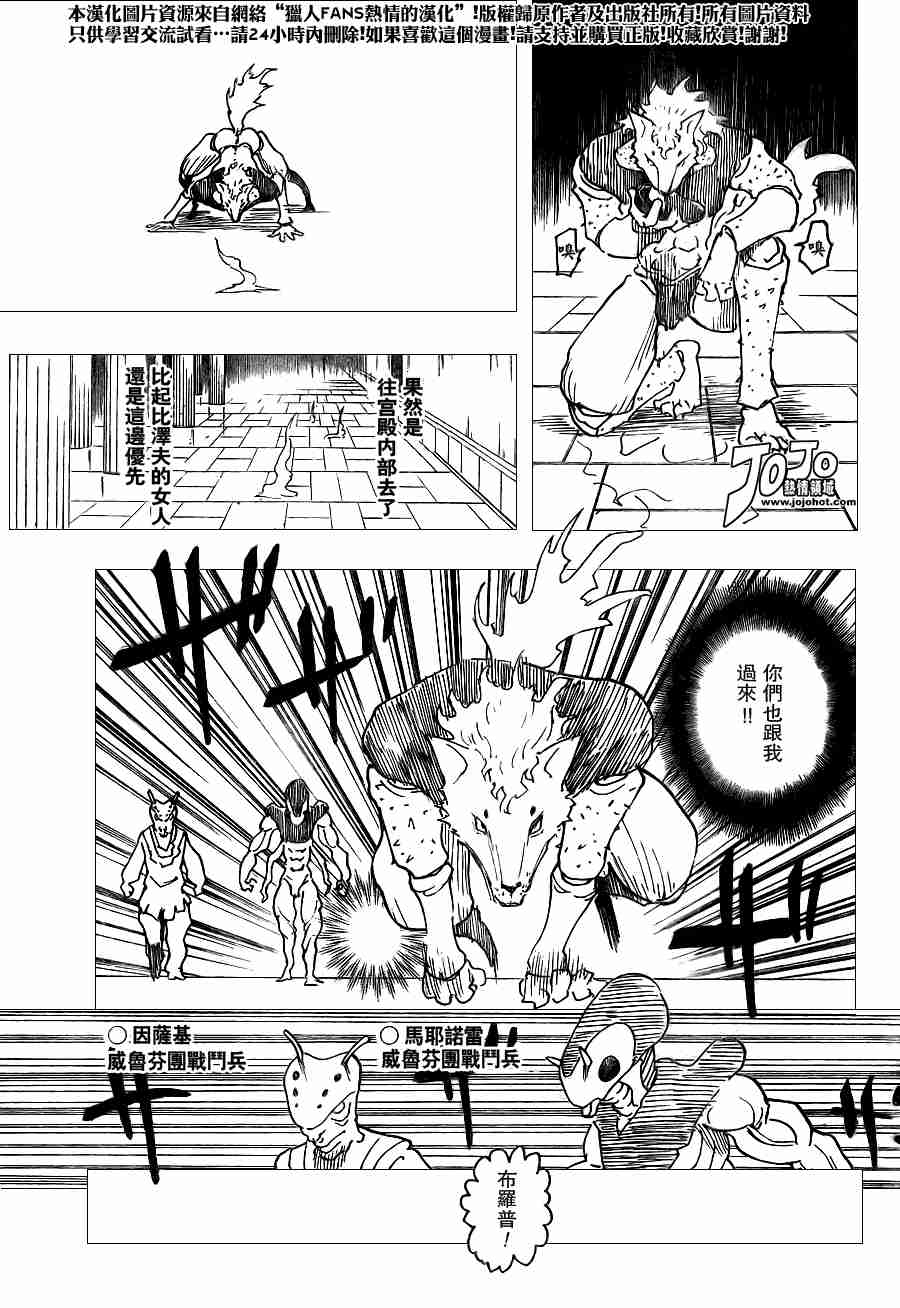 本漢化圖片資源來自網絡“獵人FANS熱情的漢化”!版權歸原作者及出版社所有!所有圖片資料
只供學習交流試看…請24小時內刪除!如果喜歡這個漫畫!請支持並購買正版!收藏欣賞!謝謝!
嗅
嗅
JOJO
熱情領域
www.jojohot.com
果然是
往宮殿內部去了
比起比澤夫的女人
還是這邊優先
你們也跟我
過來!!
ザザッ
○馬耶諾雷
威魯芬團戰鬥兵
○因薩基
威魯芬團戰鬥兵
布羅普!